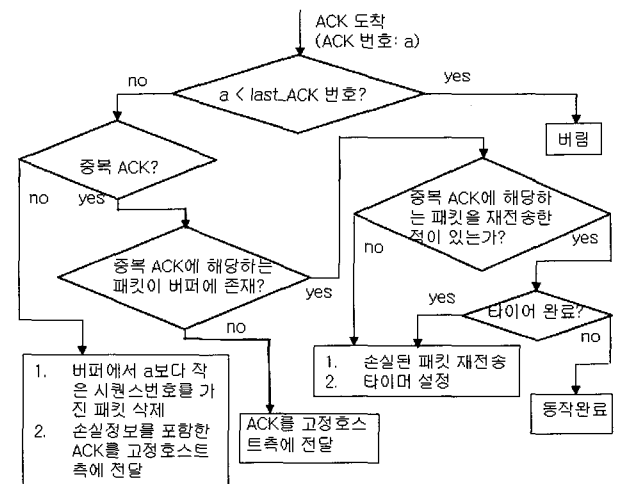 ACK 도착
(ACK 번호: a)
no
yes
a < last_ACK 번호?
버림
중복 ACK?
no
yes
중복 ACK에 해당하
는 패킷을 재전송한
적이 있는가?
no
yes
중복 ACK에 해당하는
패킷이 버퍼에 존재?
yes
no
yes
타이어 완료?
no
1. 버퍼에서 a보다 작
은 시퀀스번호를 가
진 패킷 삭제
2. 손실정보를 포함한
ACK를 고정호스트
측에 전달
ACK를 고정호스
트측에 전달
1. 손실된 패킷 재전송
2. 타이머 설정
동작완료